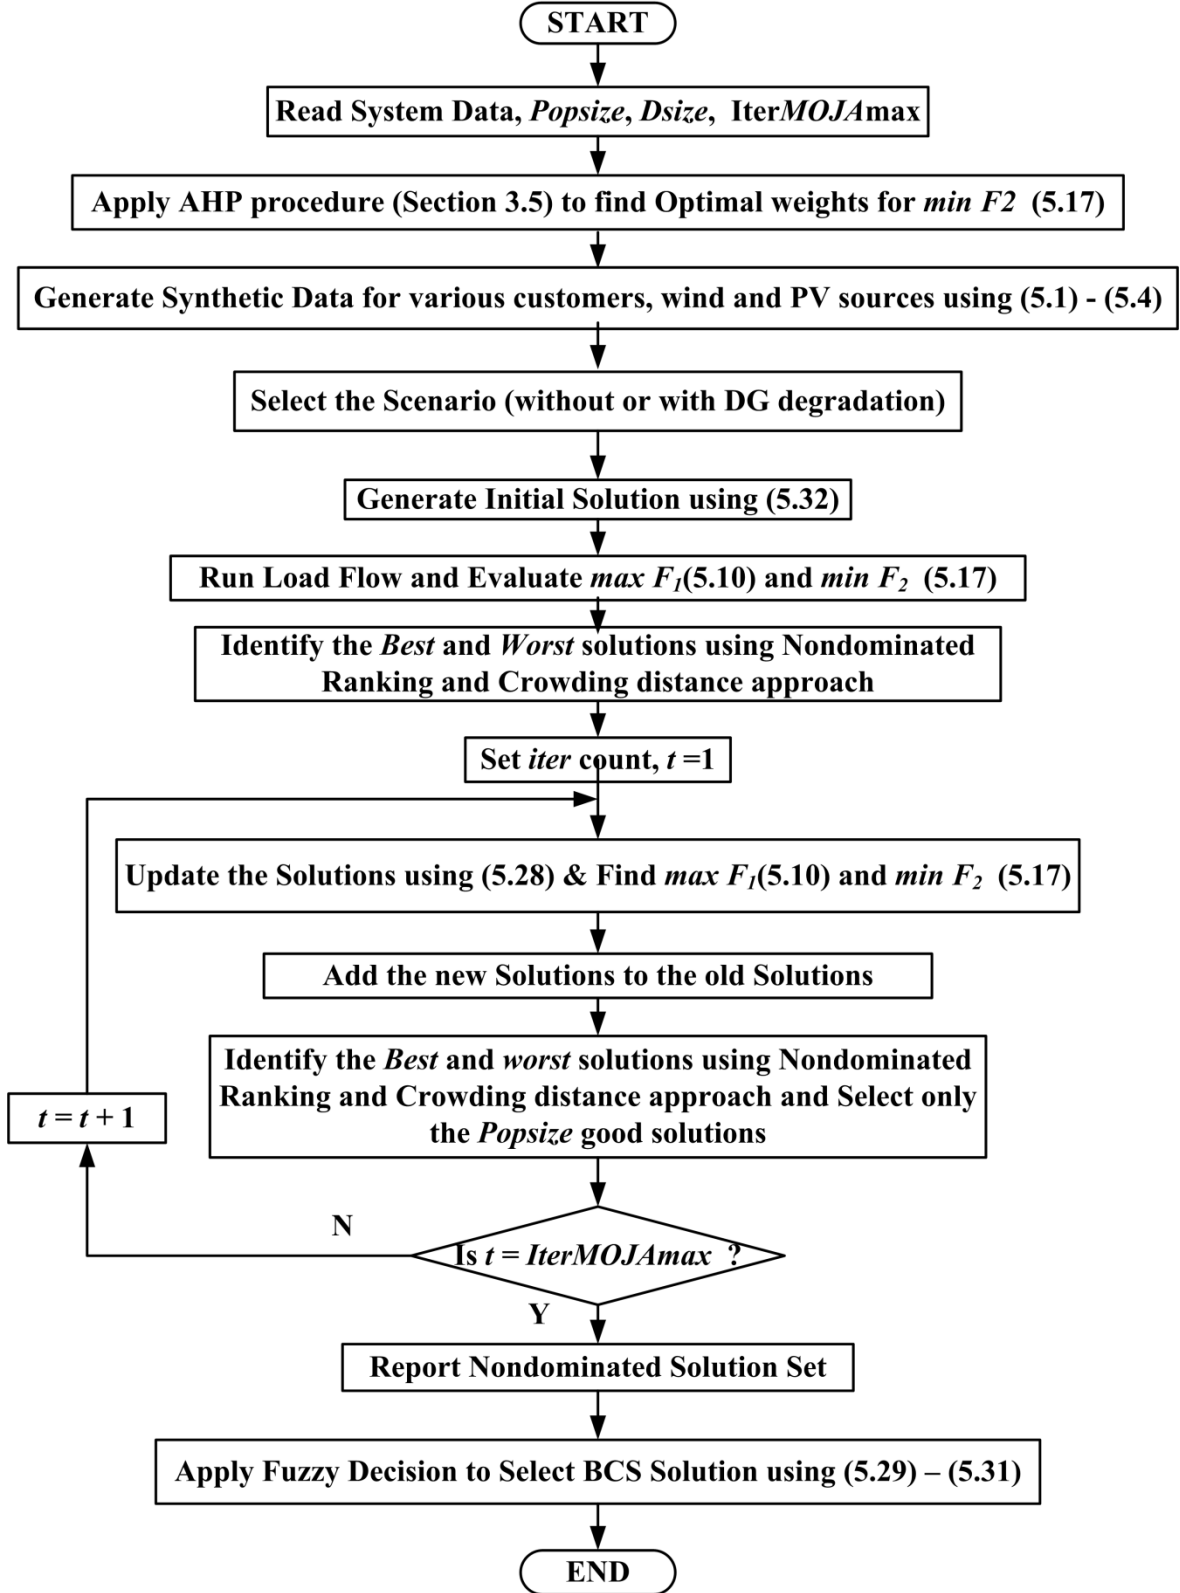 START
Read System Data, Popsize, Dsize, IterMOJAmax
Apply AHP procedure (Section 3.5) to find Optimal weights for min F2 (5.17)
Generate Synthetic Data for various customers, wind and PV sources using (5.1) - (5.4)
Select the Scenario (without or with DG degradation)
Generate Initial Solution using (5.32)
Run Load Flow and Evaluate max F1(5.10) and min F2 (5.17)
Identify the Best and Worst solutions using Nondominated
Ranking and Crowding distance approach
Set iter count, t =1
Update the Solutions using (5.28) & Find max F1(5.10) and min F2 (5.17)
Add the new Solutions to the old Solutions
Identify the Best and worst solutions using Nondominated
Ranking and Crowding distance approach and Select only
the Popsize good solutions
t = t + 1
N
Is t = IterMOJAmax ?
Y
Report Nondominated Solution Set
Apply Fuzzy Decision to Select BCS Solution using (5.29) – (5.31)
END